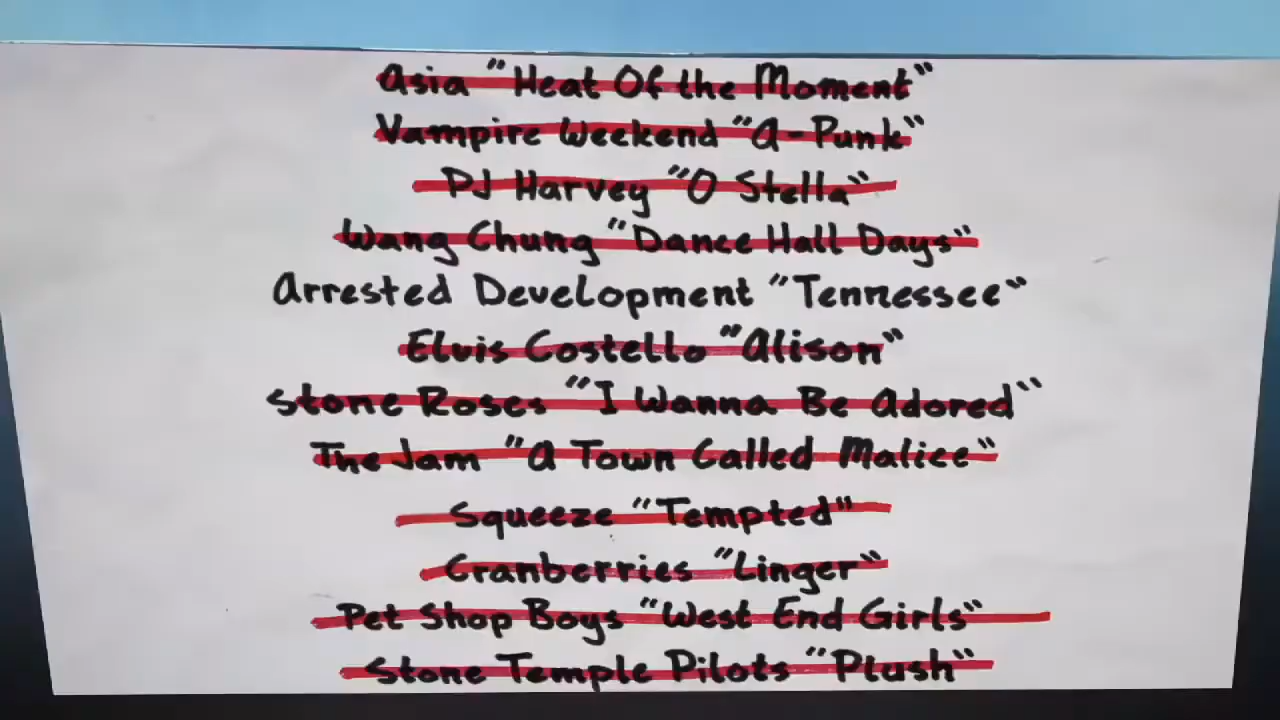 Asia "Heat Of the Moment"
Vampire Weekend "A-Punk"
PJ Harvey "O Stella"
Wang Chung "Dance Hall Days"
Arrested Development "Tennessee"
Elvis Costello "Alison"
Stone Roses "I Wanna Be Adored"
The Jam "A Town Called Malice"
Squeeze "Tempted"
Cranberries "Linger"
Pet Shop Boys "West End Girls"
Stone Temple Pilots "Plush"